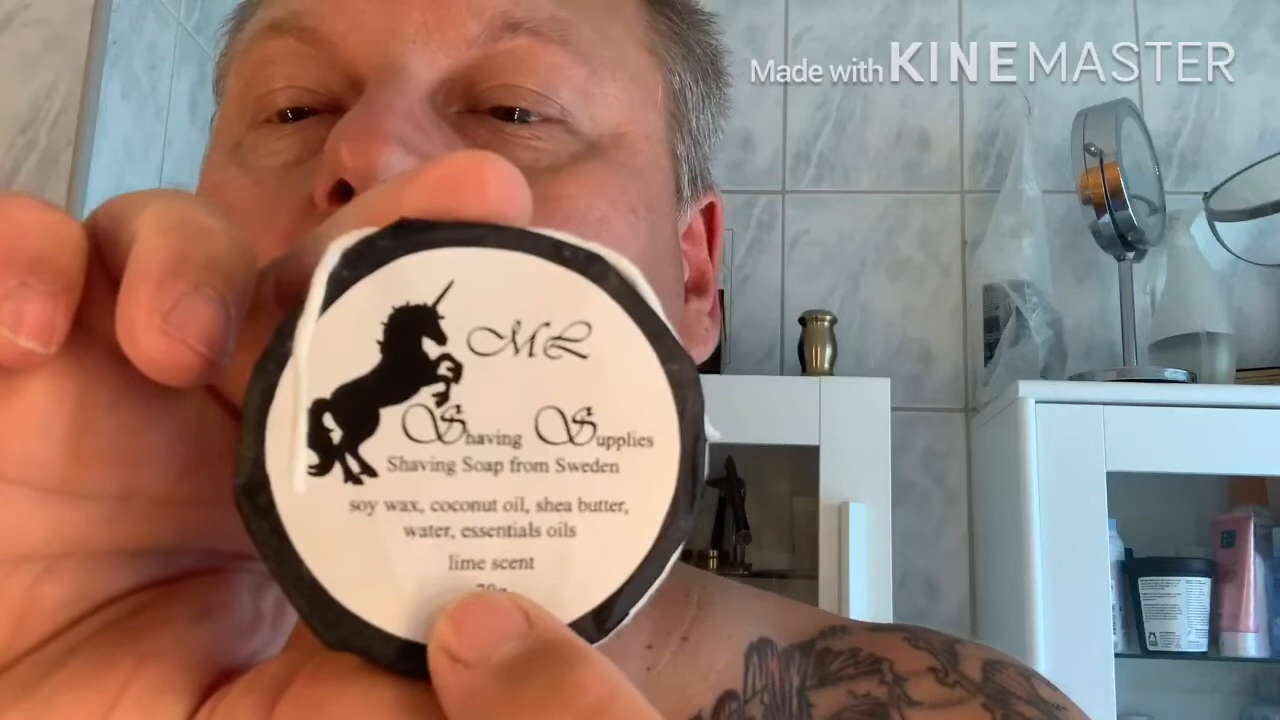 Made with KINEMASTER
ML
Shaving Supplies
Shaving Soap from Sweden
soy wax, coconut oil, shea butter,
water, essentials oils
lime scent